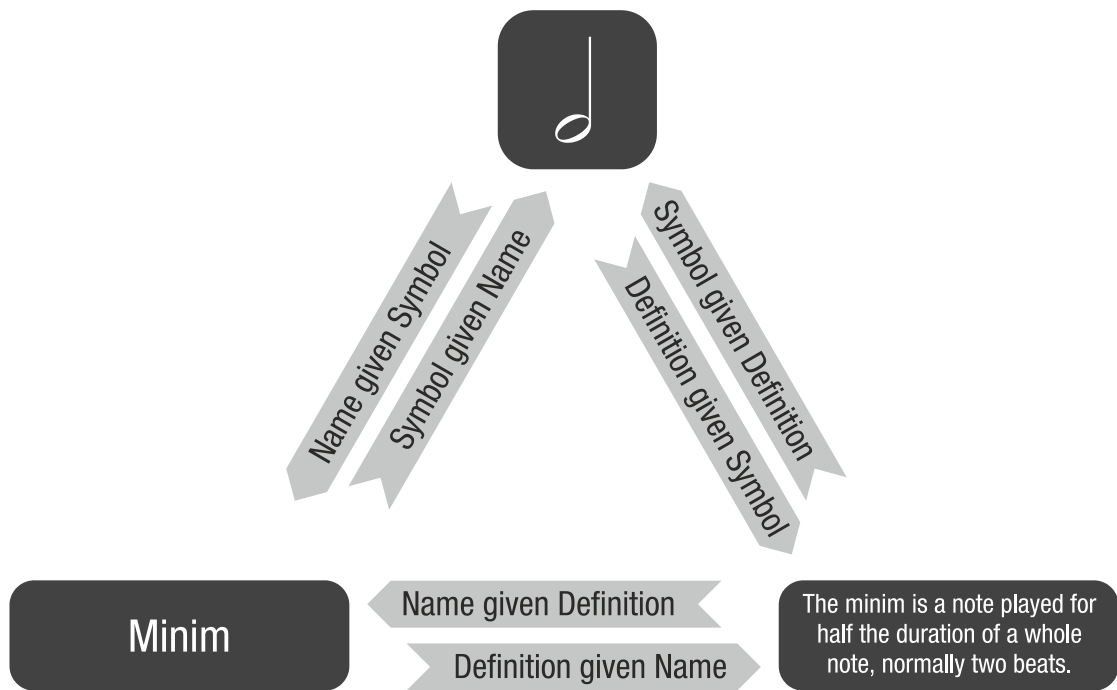 Name given Symbol
Symbol given Name
Symbol given Definition
Definition given Symbol
Minim
Name given Definition
Definition given Name
The minim is a note played for
half the duration of a whole
note, normally two beats.